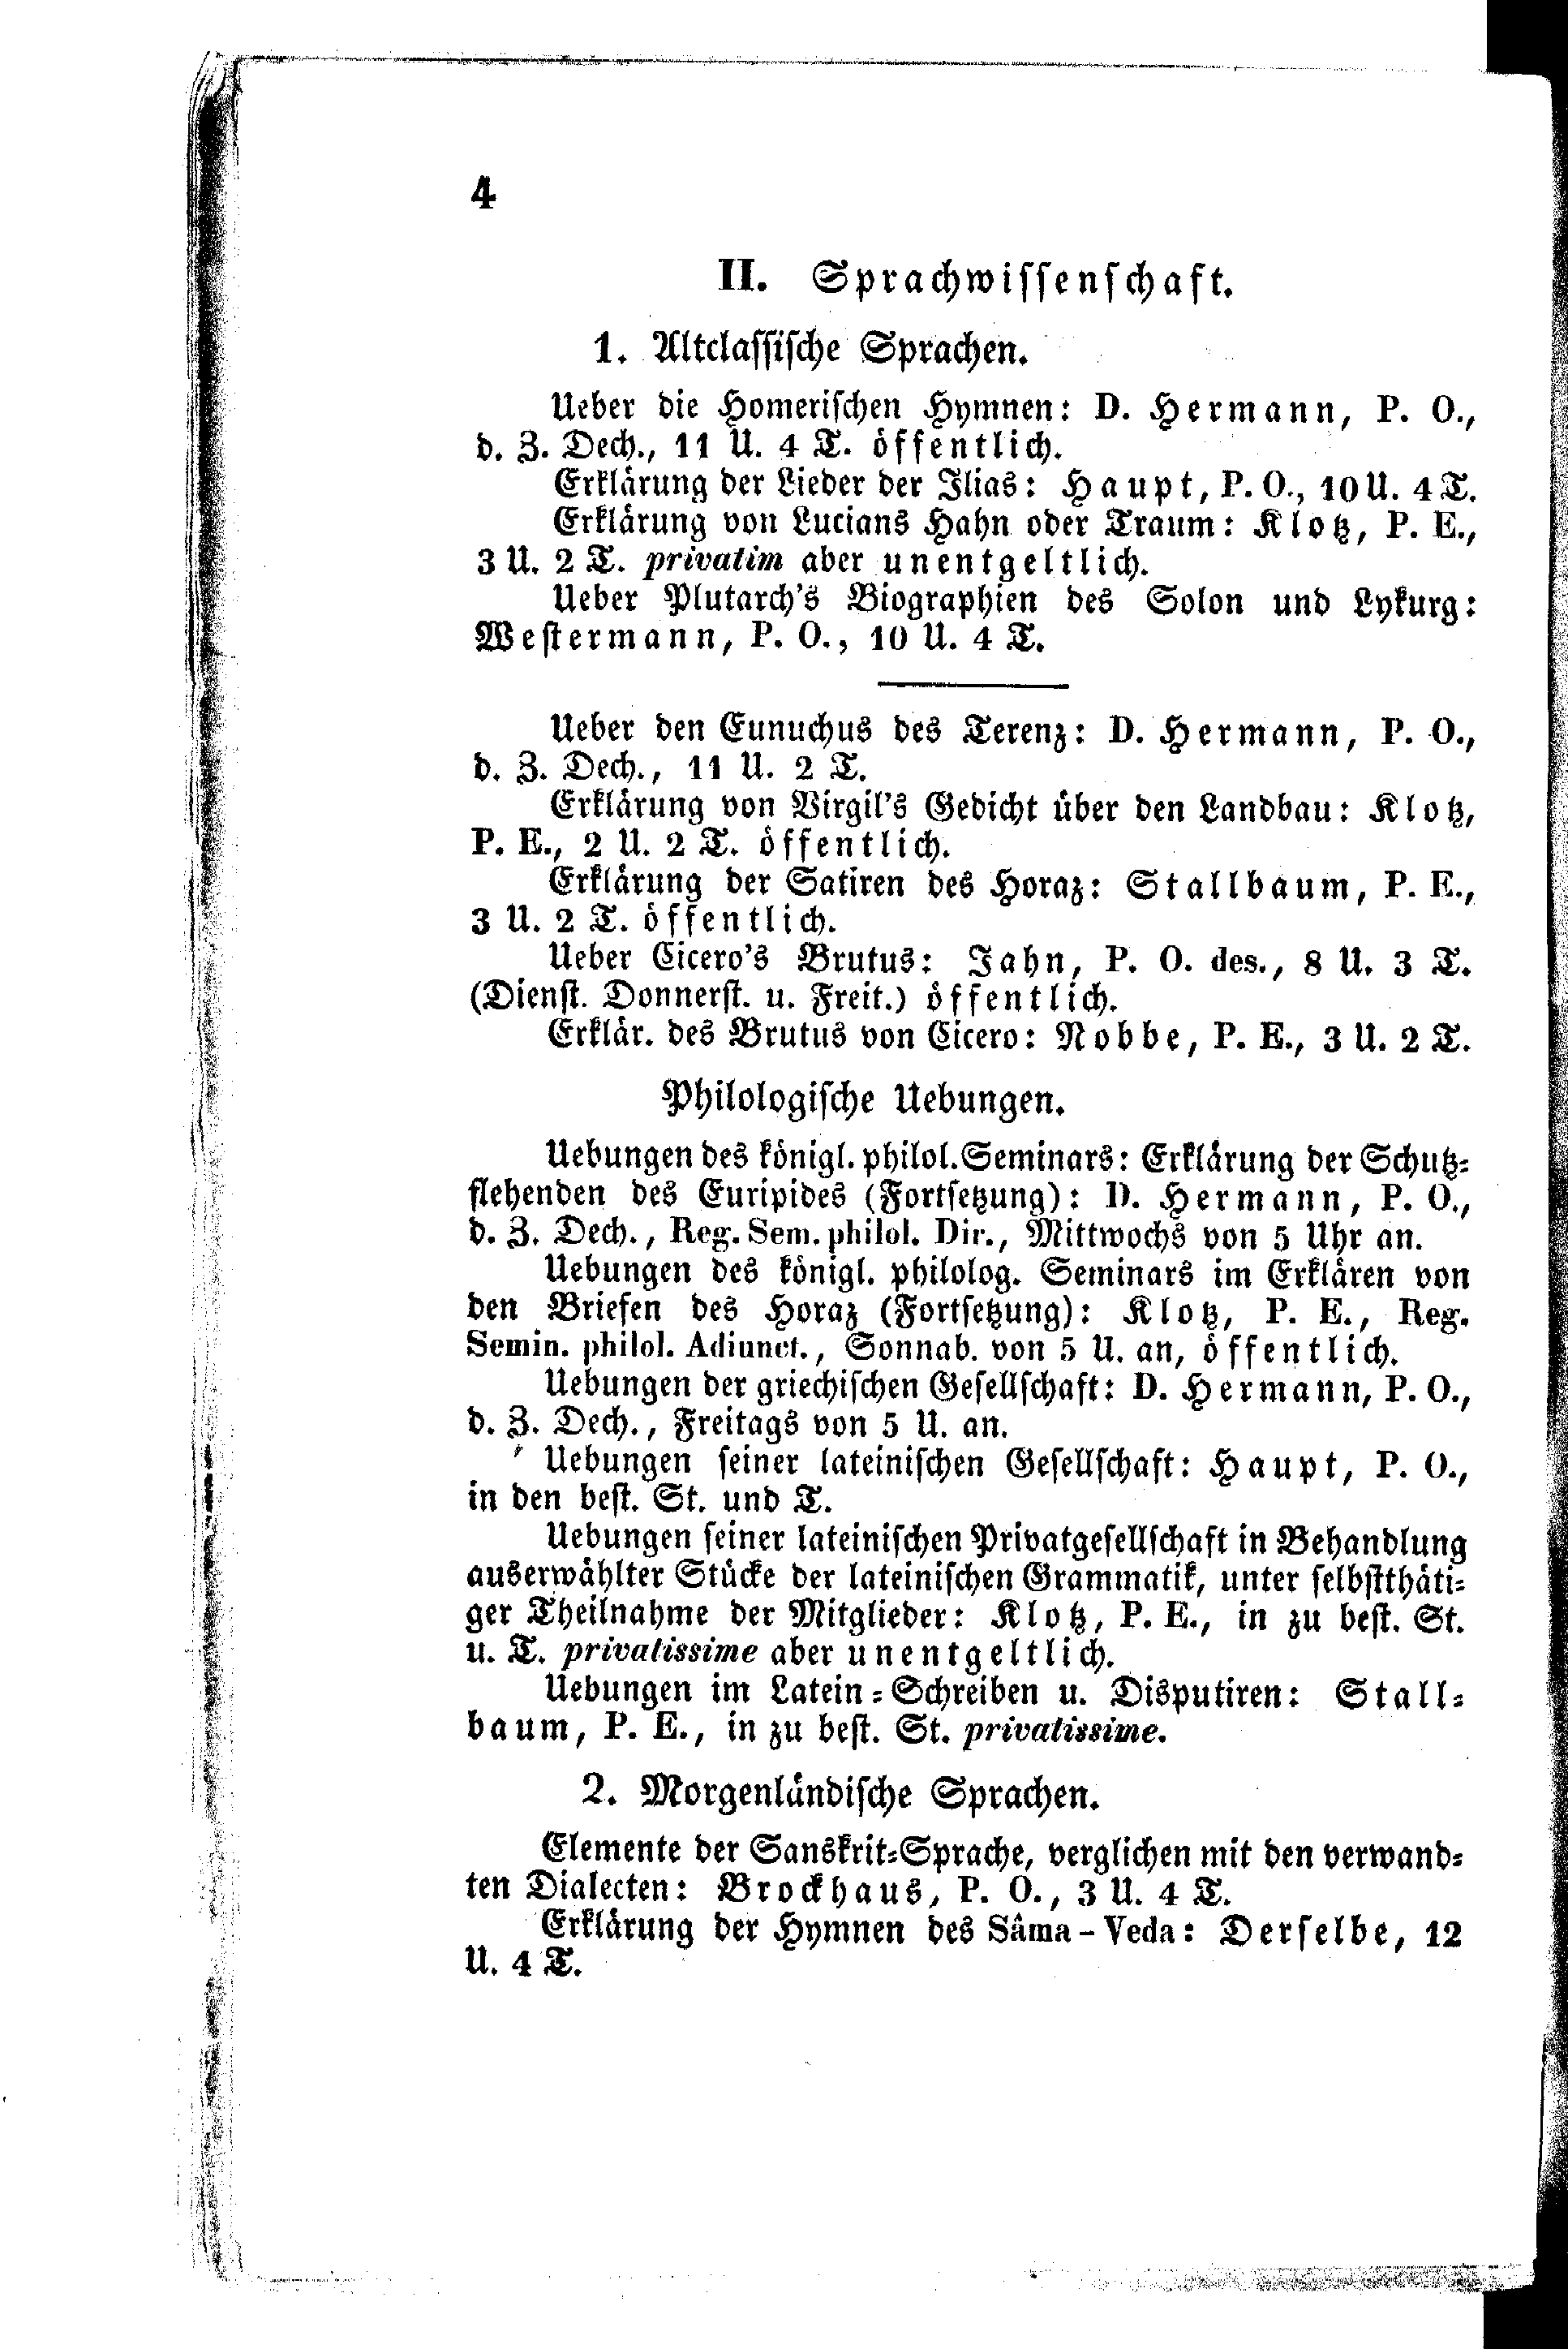 4
II. Sprachwissenschaft.
1. Altclassische Sprachen.
Ueber die Homerischen Hymnen: D. Hermann, P. O.,
d. Z. Dech., 11 U. 4 T. öffentlich.
Erklärung der Lieder der Ilias: Haupt, P. O., 10 U. 4 T.
Erklärung von Lucians Hahn oder Traum: Klotz, P. E.,
3 U. 2 T. privatim aber unentgeltlich.
Ueber Plutarch's Biographien des Solon und Lykurg:
Westermann, P. O., 10 U. 4 T.
Ueber den Eunuchus des Terenz: D. Hermann, P. O.,
d. Z. Dech., 11 U. 2 T.
Erklärung von Virgil's Gedicht über den Landbau: Klotz,
P. E., 2 U. 2 T. öffentlich.
Erklärung der Satiren des Horaz: Stallbaum, P. E.,
3 U. 2 T. öffentlich.
Ueber Cicero's Brutus: Jahn, P. O. des., 8 U. 3 T.
(Dienst. Donnerst. u. Freit.) öffentlich.
Erklär. des Brutus von Cicero: Nobbe, P. E., 3 U. 2 T.
Philologische Uebungen.
Uebungen des königl. philol. Seminars: Erklärung der Schutz-
flehenden des Euripides (Fortsetzung): D. Hermann, P. O.,
d. Z. Dech., Reg. Sem. philol. Dir., Mittwochs von 5 Uhr an.
Uebungen des königl. philolog. Seminars im Erklären von
den Briefen des Horaz (Fortsetzung): Klotz, P. E., Reg.
Semin. philol. Adiunct., Sonnab. von 5 U. an, öffentlich.
Uebungen der griechischen Gesellschaft: D. Hermann, P. O.,
d. Z. Dech., Freitags von 5 U. an.
Uebungen seiner lateinischen Gesellschaft: Haupt, P. O.,
in den best. St. und T.
Uebungen seiner lateinischen Privatgesellschaft in Behandlung
auserwählter Stücke der lateinischen Grammatik, unter selbstthäti-
ger Theilnahme der Mitglieder: Klotz, P. E., in zu best. St.
u. T. privatissime aber unentgeltlich.
Uebungen im Latein-Schreiben u. Disputiren: Stall-
baum, P. E., in zu best. St. privatissime.
2. Morgenländische Sprachen.
Elemente der Sanskrit-Sprache, verglichen mit den verwand-
ten Dialecten: Brockhaus, P. O., 3 U. 4 T.
Erklärung der Hymnen des Sâma-Veda: Derselbe, 12
U. 4 T.